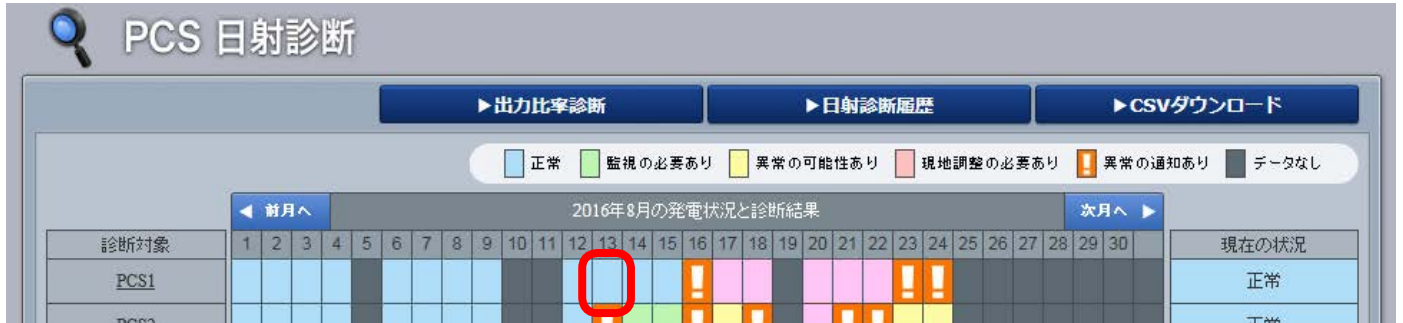 PCS 日射診断
▶出力比率診断 ▶日射診断履歴 ▶CSVダウンロード
正常 監視の必要あり 異常の可能性あり 現地調整の必要あり 異常の通知あり データなし
◀ 前月へ 2016年8月の発電状況と診断結果 次月へ ▶
診断対象 1 2 3 4 5 6 7 8 9 10 11 12 13 14 15 16 17 18 19 20 21 22 23 24 25 26 27 28 29 30 現在の状況
PCS1 正常